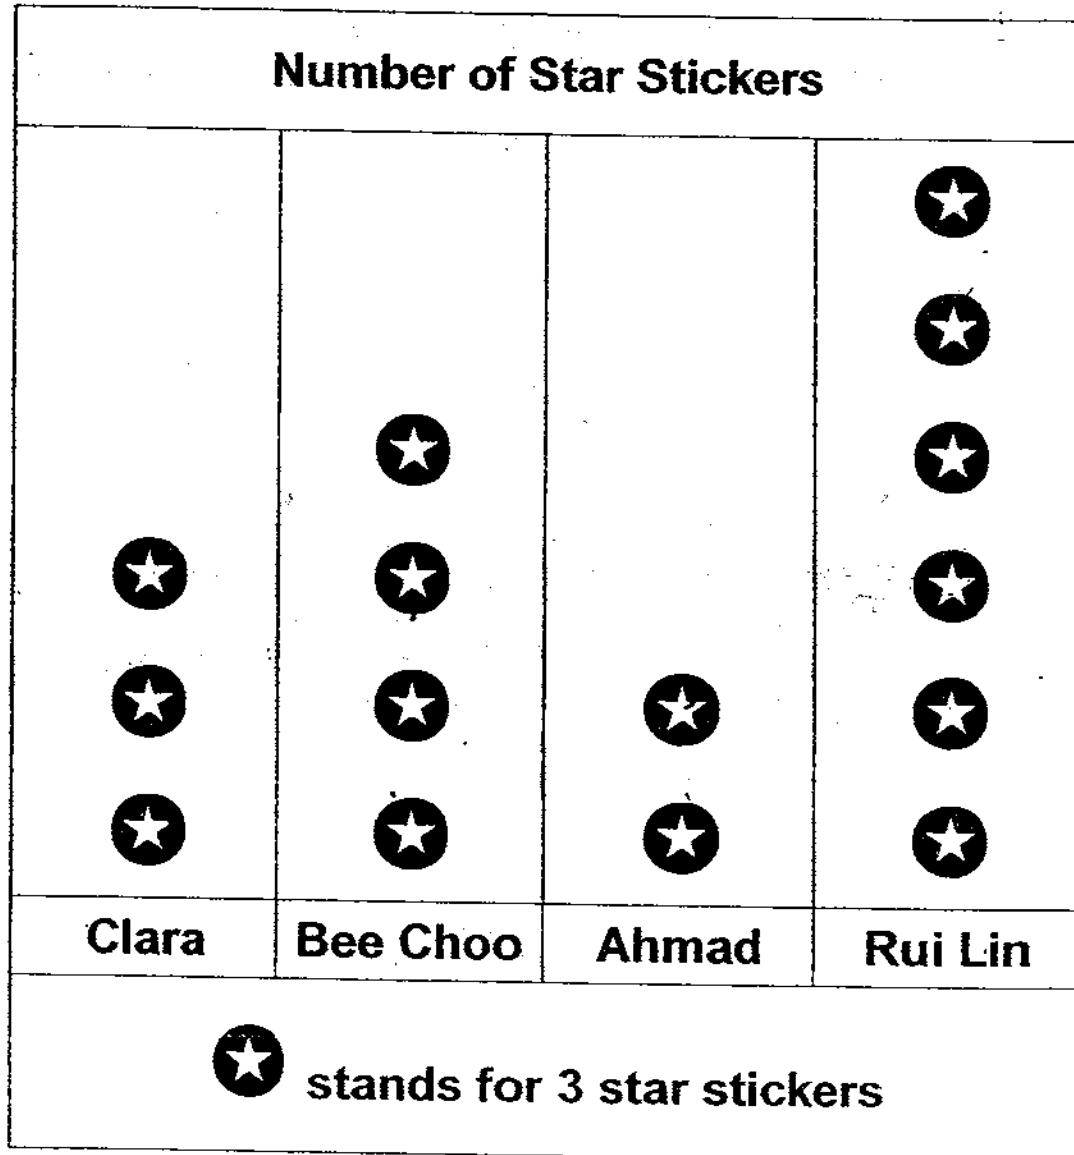 Number of Star Stickers
Clara
Bee Choo
Ahmad
Rui Lin
stands for 3 star stickers